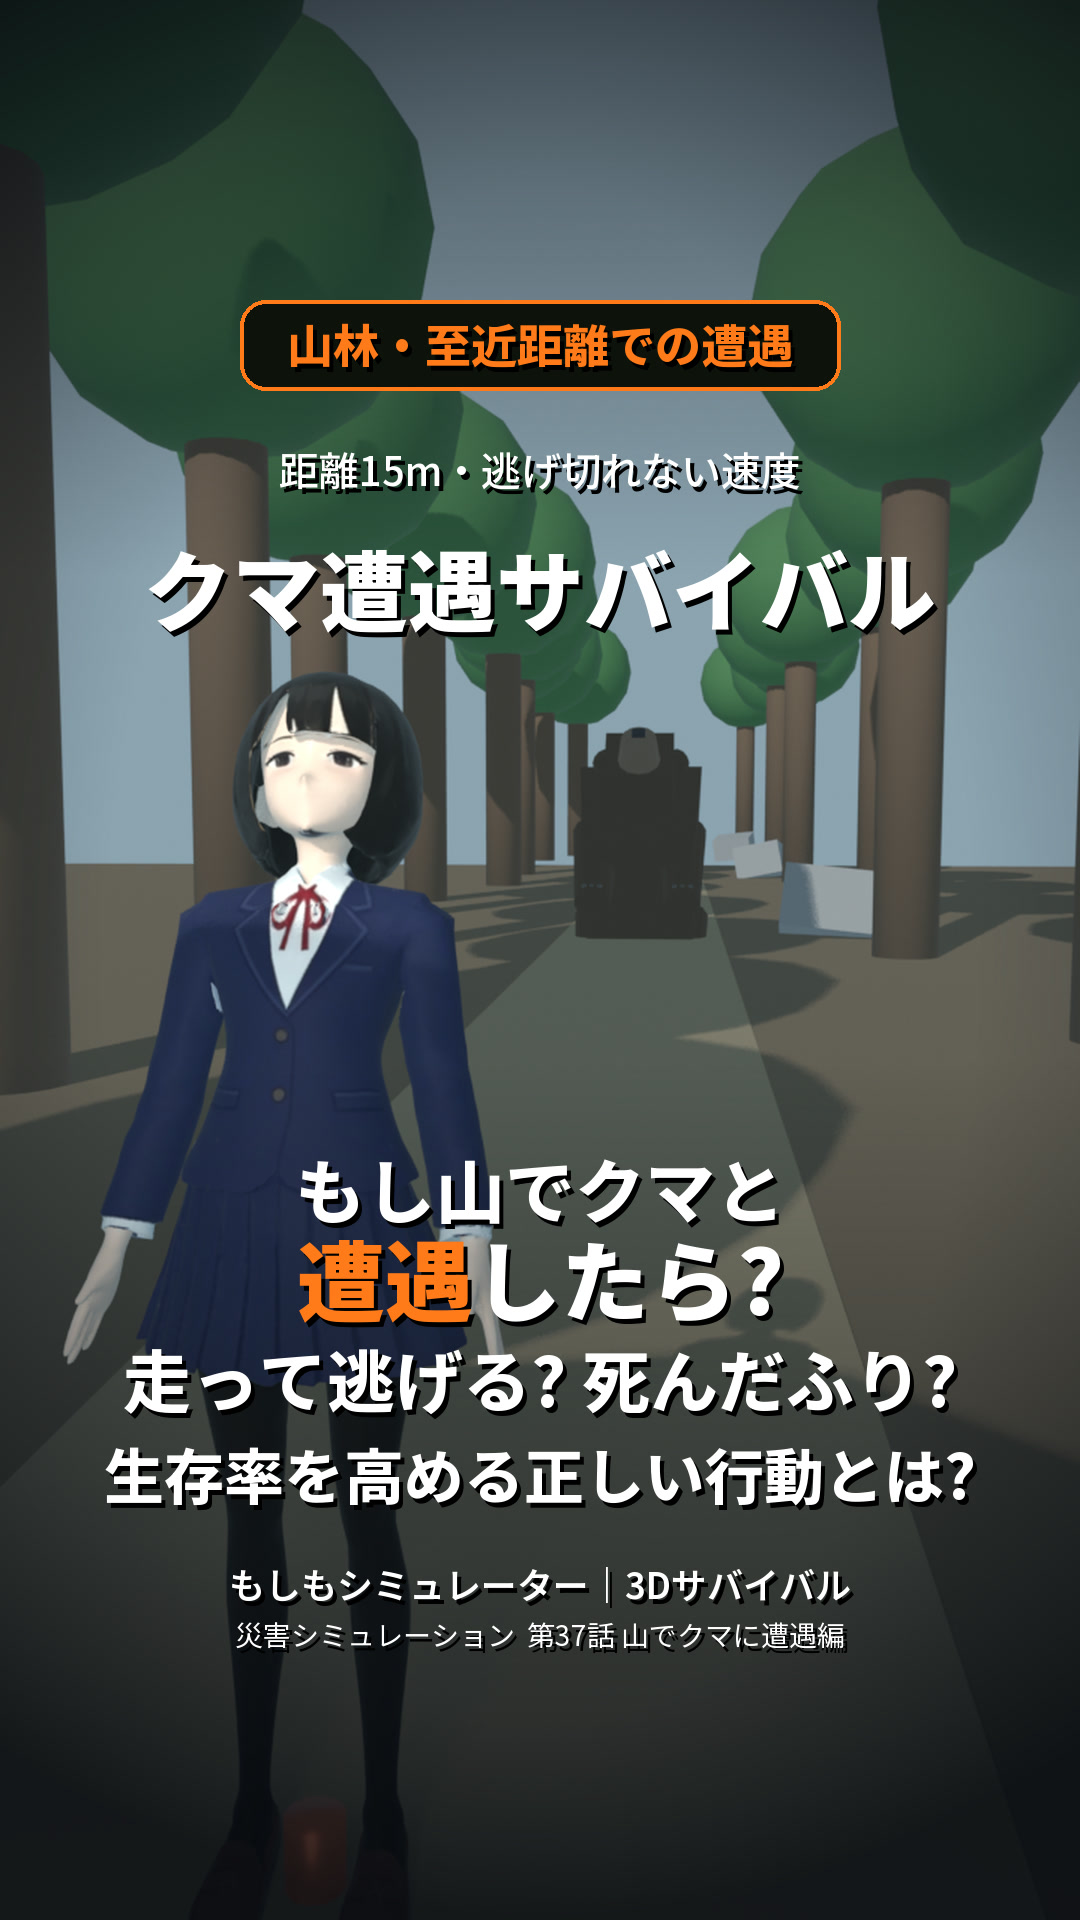 山林・至近距離での遭遇
距離15m・逃げ切れない速度
クマ遭遇サバイバル
もし山でクマと
遭遇したら?
走って逃げる? 死んだふり?
生存率を高める正しい行動とは?
もしもシミュレーター｜3Dサバイバル
災害シミュレーション 第37話 山でクマに遭遇編